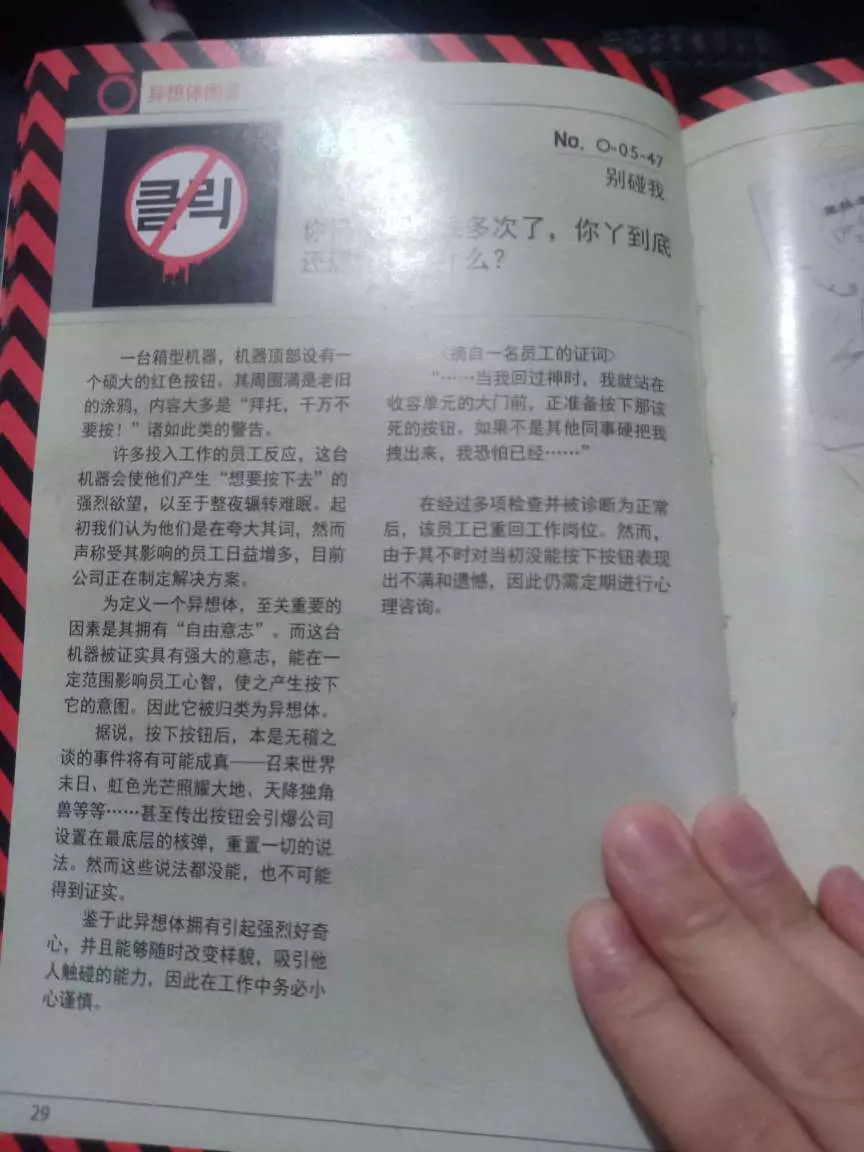 异想体图鉴
클릭
No. O-05-47
别碰我
你 多次了，你丫到底
还 什么？
一台箱型机器，机器顶部设有一
个硕大的红色按钮。其周围满是老旧
的涂鸦，内容大多是“拜托，千万不
要按！”诸如此类的警告。
许多投入工作的员工反应，这台
机器会使他们产生“想要按下去”的
强烈欲望，以至于整夜辗转难眠。起
初我们认为他们是在夸大其词，然而
声称受其影响的员工日益增多，目前
公司正在制定解决方案。
为定义一个异想体，至关重要的
因素是其拥有“自由意志”。而这台
机器被证实具有强大的意志，能在一
定范围影响员工心智，使之产生按下
它的意图。因此它被归类为异想体。
据说，按下按钮后，本是无稽之
谈的事件将有可能成真——召来世界
末日、虹色光芒照耀大地、天降独角
兽等等……甚至传出按钮会引爆公司
设置在最底层的核弹，重置一切的说
法。然而这些说法都没能，也不可能
得到证实。
鉴于此异想体拥有引起强烈好奇
心，并且能够随时改变样貌，吸引他
人触碰的能力，因此在工作中务必小
心谨慎。
〈摘自一名员工的证词〉
“……当我回过神时，我就站在
收容单元的大门前，正准备按下那该
死的按钮。如果不是其他同事硬把我
拽出来，我恐怕已经……”
在经过多项检查并被诊断为正常
后，该员工已重回工作岗位。然而，
由于其不时对当初没能按下按钮表现
出不满和遗憾，因此仍需定期进行心
理咨询。
29